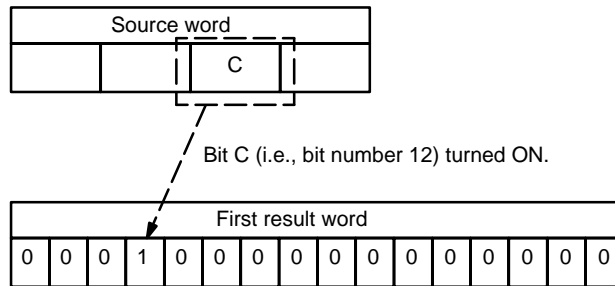 Source word
C
Bit C (i.e., bit number 12) turned ON.
First result word
0 0 0 1 0 0 0 0 0 0 0 0 0 0 0 0